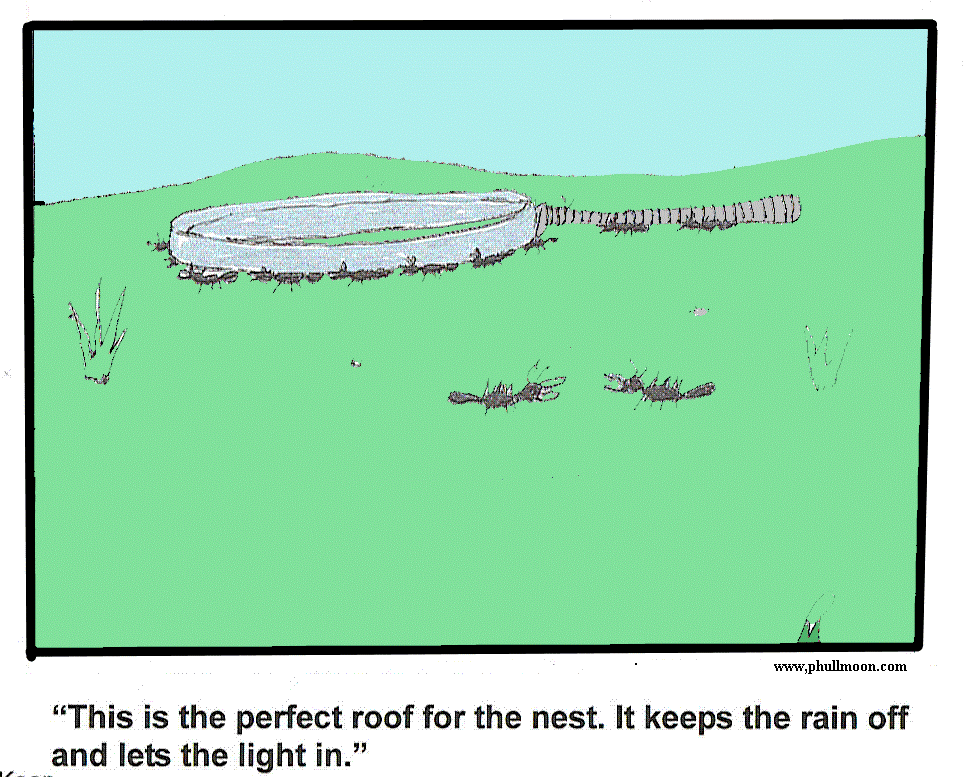 www,phullmoon.com
“This is the perfect roof for the nest. It keeps the rain off
and lets the light in.”